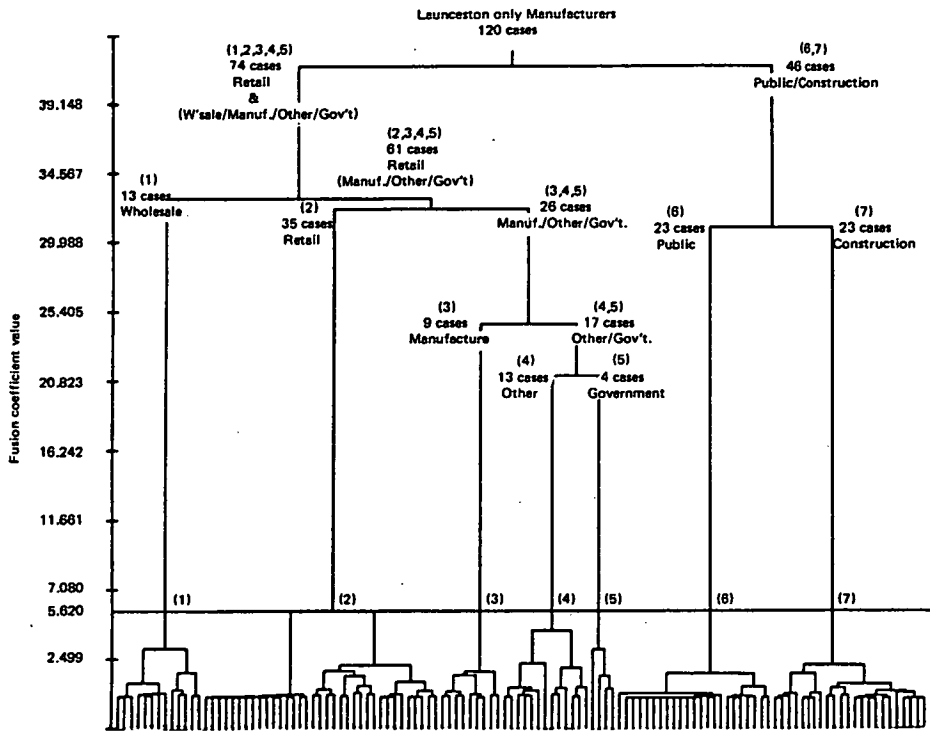 Launceston only Manufacturers
120 cases
(1,2,3,4,5)
74 cases
Retail
&
(W'sale/Manuf./Other/Gov't)
(6,7)
46 cases
Public/Construction
39.148
(2,3,4,5)
61 cases
Retail
(Manuf./Other/Gov't)
34.567
(1)
13 cases
Wholesale
(2)
35 cases
Retail
(3,4,5)
26 cases
Manuf./Other/Gov't.
(6)
23 cases
Public
(7)
23 cases
Construction
29.988
25.405
(3)
9 cases
Manufacture
(4,5)
17 cases
Other/Gov't.
(4)
13 cases
Other
(5)
4 cases
Government
20.823
Fusion coefficient value
16.242
11.661
7.080
5.620
(1)
(2)
(3)
(4)
(5)
(6)
(7)
2.499